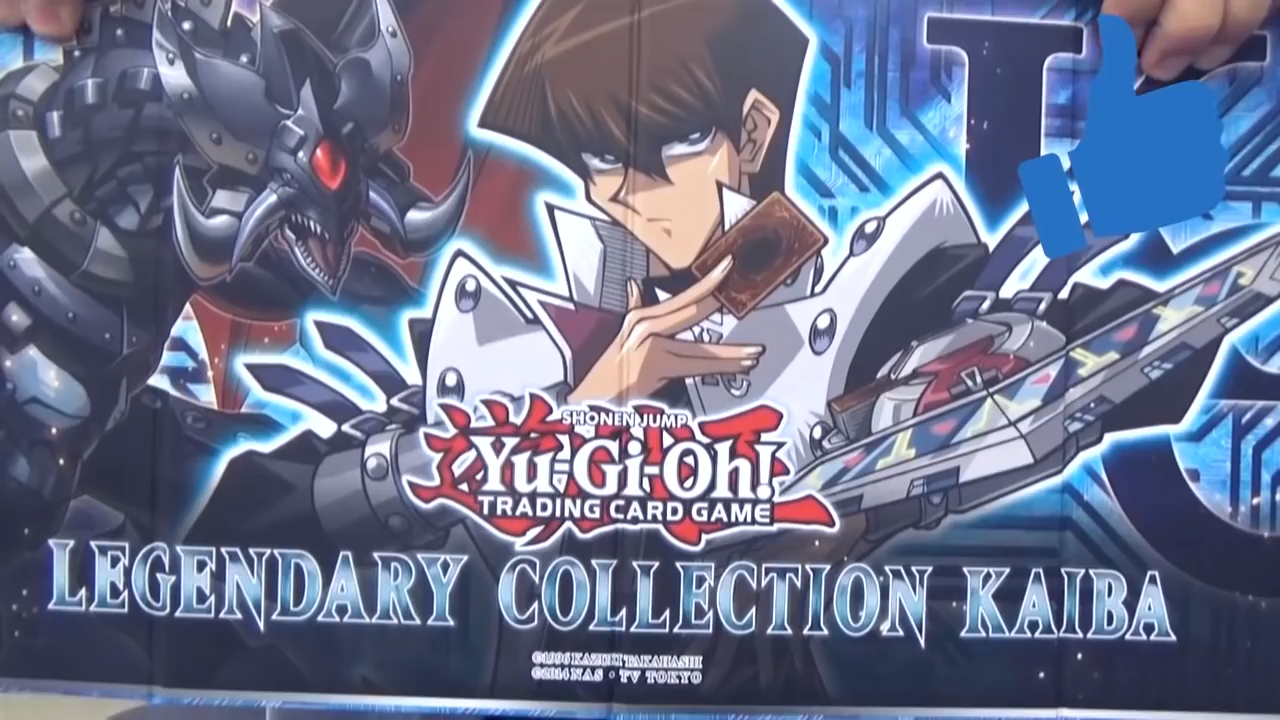 SHONEN JUMP
Yu-Gi-Oh!
TRADING CARD GAME
LEGENDARY COLLECTION KAIBA
©1996 KAZUKI TAKAHASHI
©2014 NAS • TV TOKYO